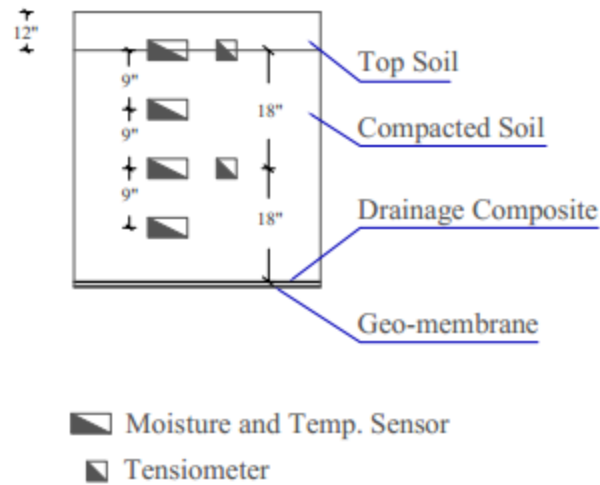 12"
Top Soil
9"
18"
Compacted Soil
9"
9"
Drainage Composite
18"
Geo-membrane
Moisture and Temp. Sensor
Tensiometer